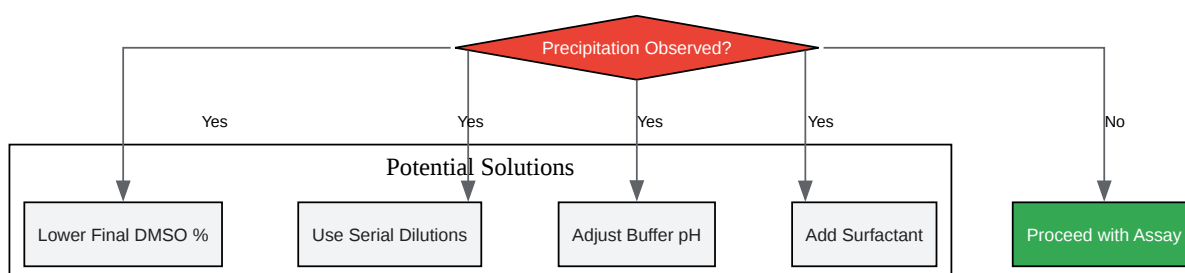 Precipitation Observed?
Yes
Yes
Yes
Yes
No
Potential Solutions
Lower Final DMSO %
Use Serial Dilutions
Adjust Buffer pH
Add Surfactant
Proceed with Assay